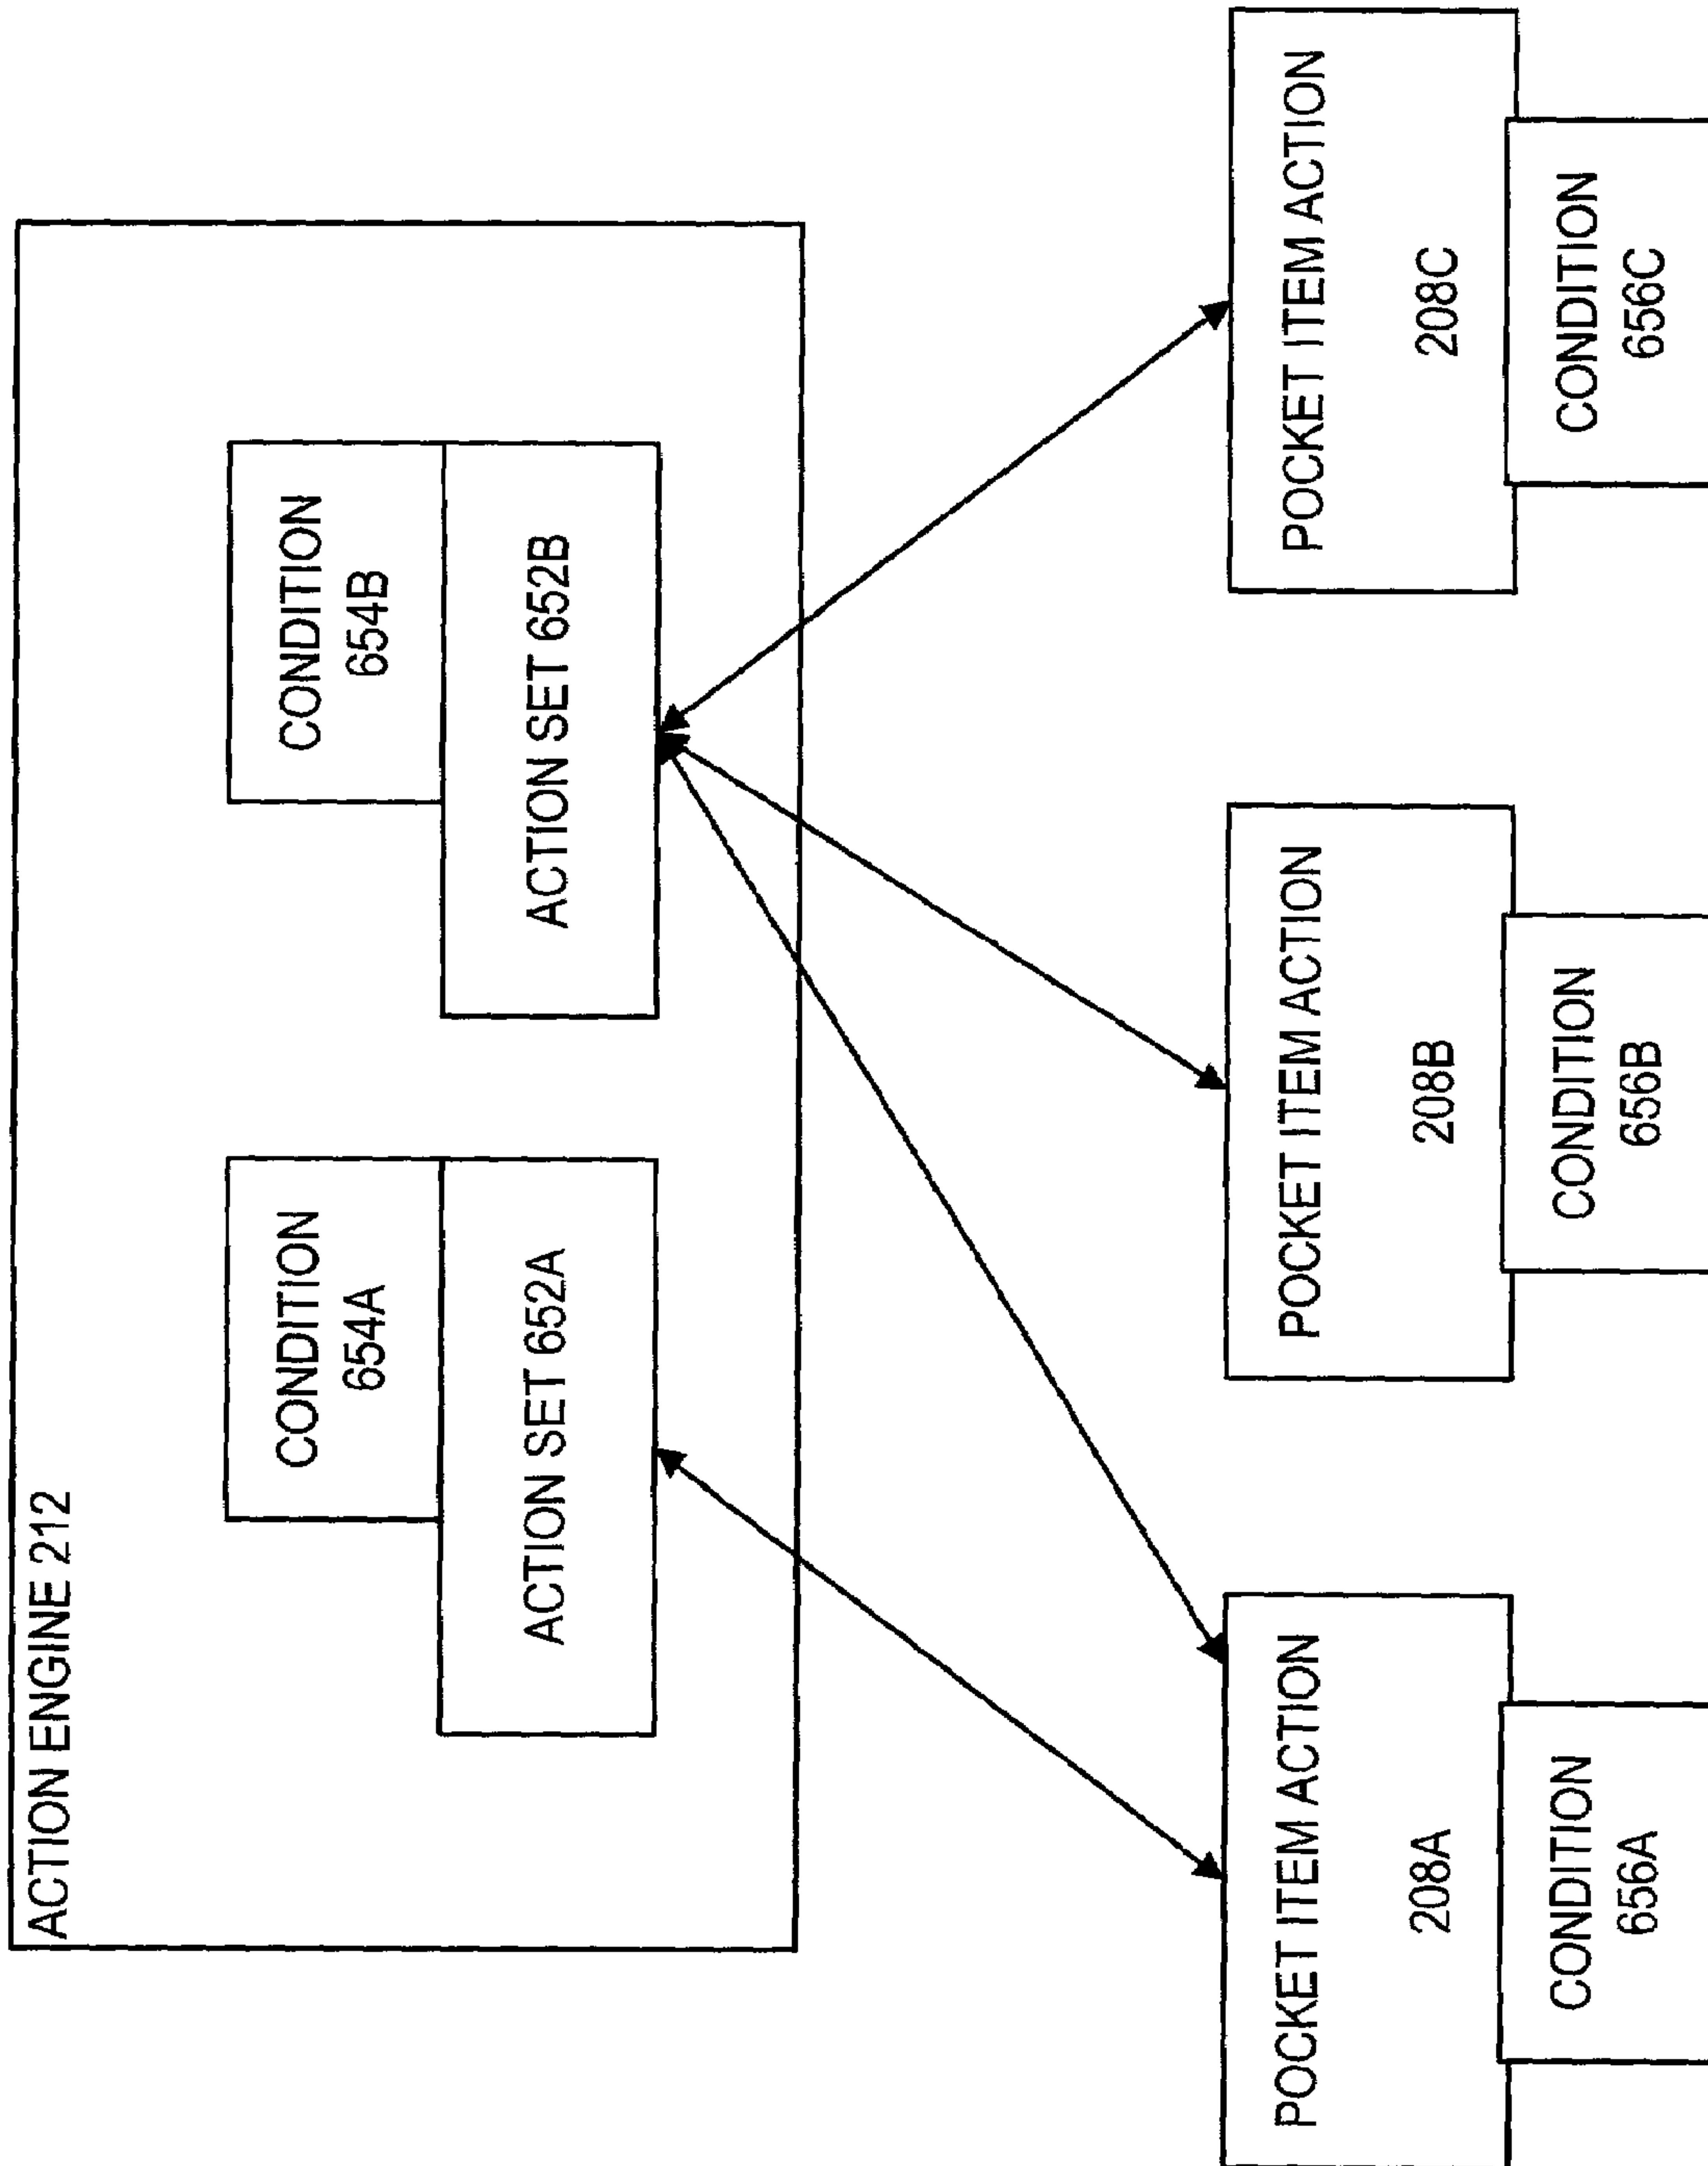 ACTION ENGINE 212
CONDITION
654A
ACTION SET 652A
CONDITION
654B
ACTION SET 652B
POCKET ITEM ACTION
208A
CONDITION
656A
POCKET ITEM ACTION
208B
CONDITION
656B
POCKET ITEM ACTION
208C
CONDITION
656C